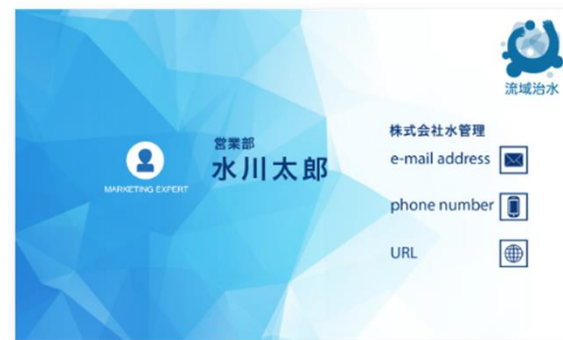 流域治水
営業部
水川太郎
MARKETING EXPERT
株式会社水管理
e-mail address
phone number
URL